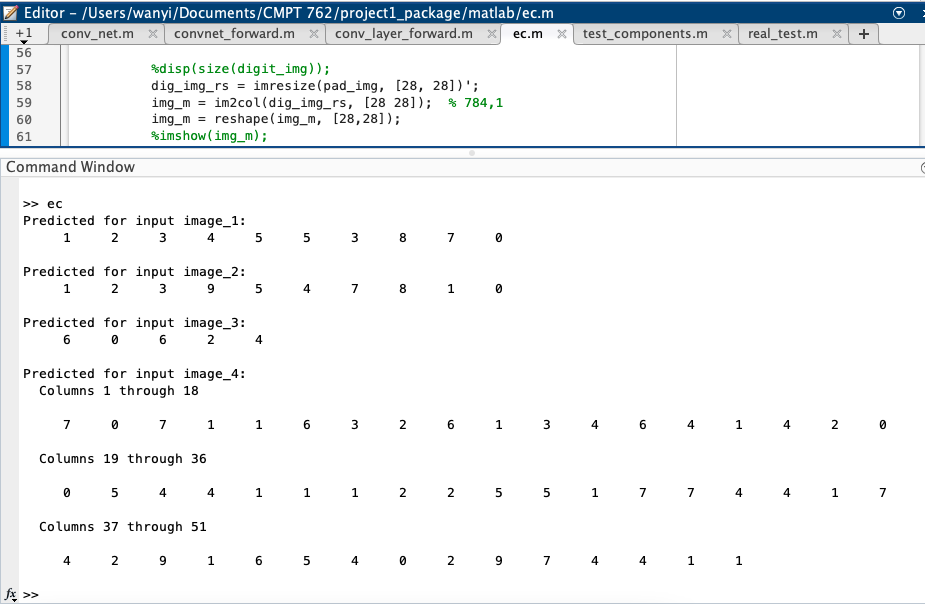 Editor – /Users/wanyi/Documents/CMPT 762/project1_package/matlab/ec.m
+1 conv_net.m convnet_forward.m conv_layer_forward.m ec.m test_components.m real_test.m +
56
57 %disp(size(digit_img));
58 dig_img_rs = imresize(pad_img, [28, 28])';
59 img_m = im2col(dig_img_rs, [28 28]); % 784,1
60 img_m = reshape(img_m, [28,28]);
61 %imshow(img_m);
Command Window
>> ec
Predicted for input image_1:
1 2 3 4 5 5 3 8 7 0
Predicted for input image_2:
1 2 3 9 5 4 7 8 1 0
Predicted for input image_3:
6 0 6 2 4
Predicted for input image_4:
Columns 1 through 18
7 0 7 1 1 6 3 2 6 1 3 4 6 4 1 4 2 0
Columns 19 through 36
0 5 4 4 1 1 1 2 2 5 5 1 7 7 4 4 1 7
Columns 37 through 51
4 2 9 1 6 5 4 0 2 9 7 4 4 1 1
fx >>